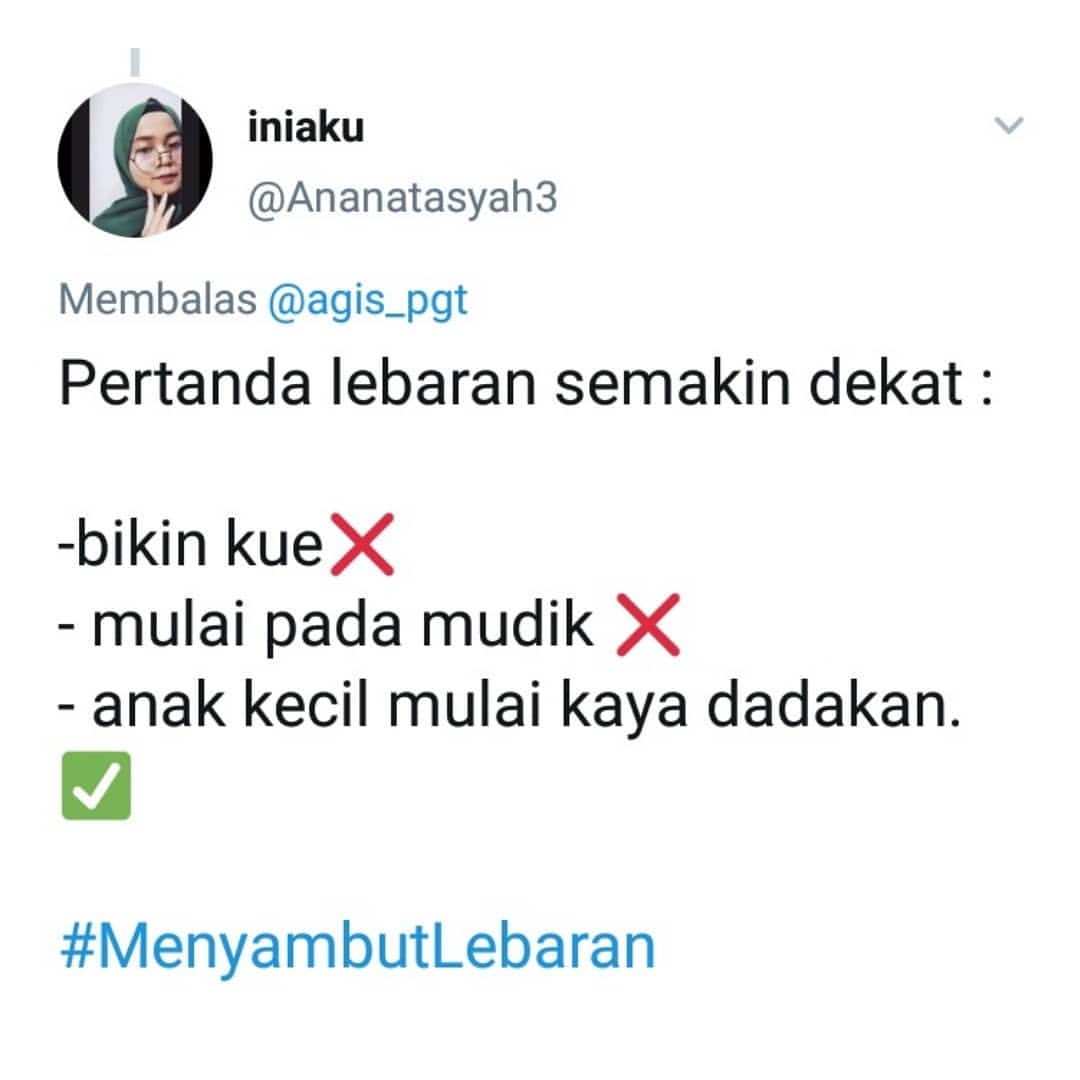 iniaku
@Ananatasyah3
Membalas @agis_pgt
Pertanda lebaran semakin dekat :
-bikin kue❌
- mulai pada mudik ❌
- anak kecil mulai kaya dadakan.
✅
#MenyambutLebaran